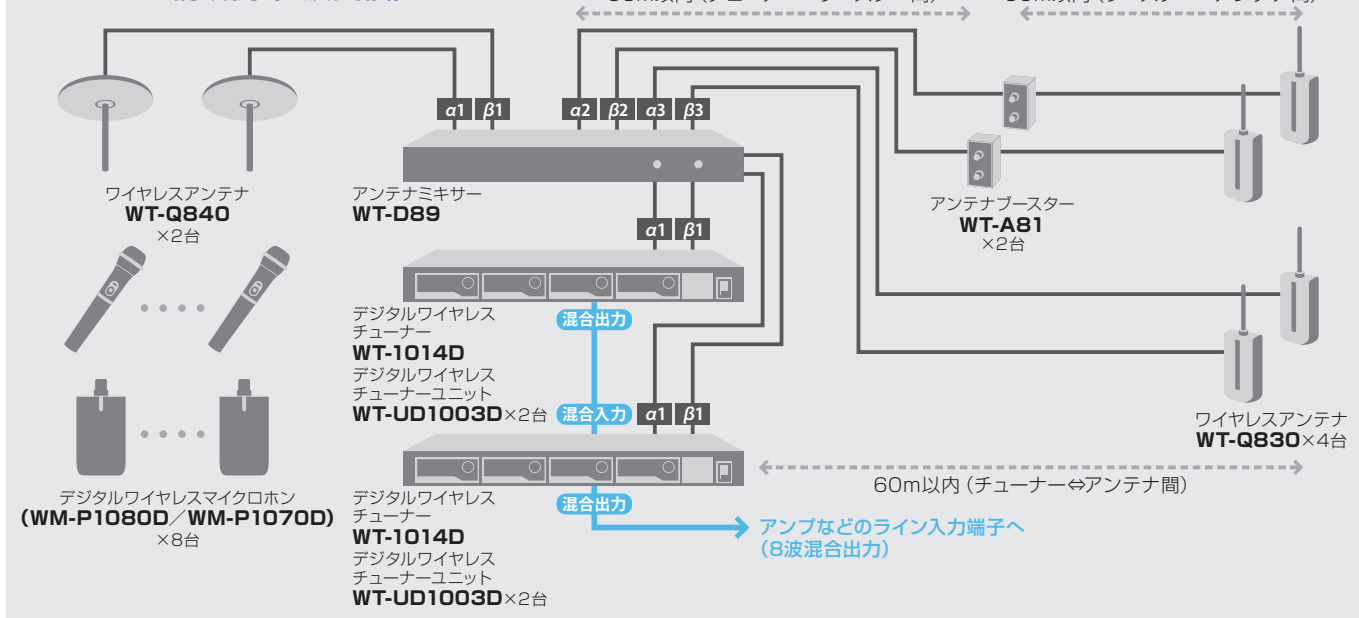 α1 β1
α2 β2 α3 β3
ワイヤレスアンテナ
WT-Q840
×2台
アンテナミキサー
WT-D89
アンテナブースター
WT-A81
×2台
α1 β1
デジタルワイヤレス
チューナー
WT-1014D
デジタルワイヤレス
チューナーユニット
WT-UD1003D×2台
混合出力
混合入力
α1 β1
ワイヤレスアンテナ
WT-Q830×4台
60m以内（チューナー⇔アンテナ間）
デジタルワイヤレスマイクロホン
(WM-P1080D／WM-P1070D)
×8台
デジタルワイヤレス
チューナー
WT-1014D
デジタルワイヤレス
チューナーユニット
WT-UD1003D×2台
混合出力
アンプなどのライン入力端子へ
（8波混合出力）